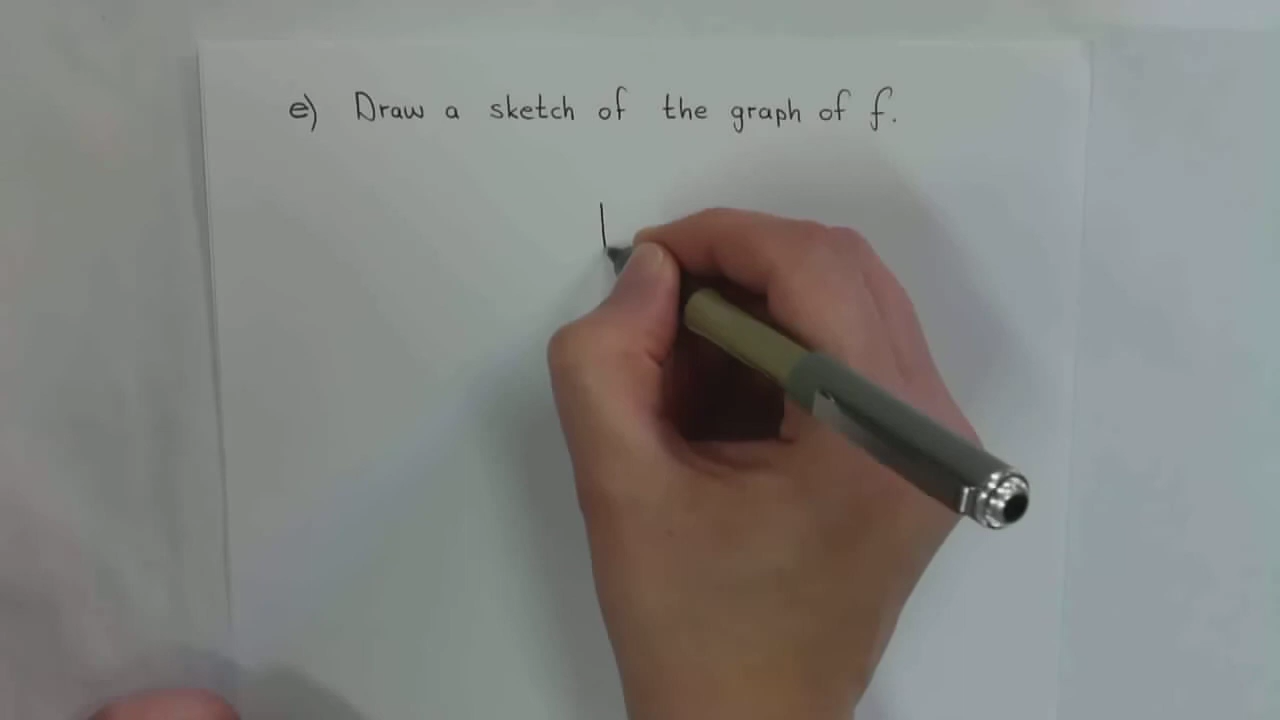 e) Draw a sketch of the graph of f.